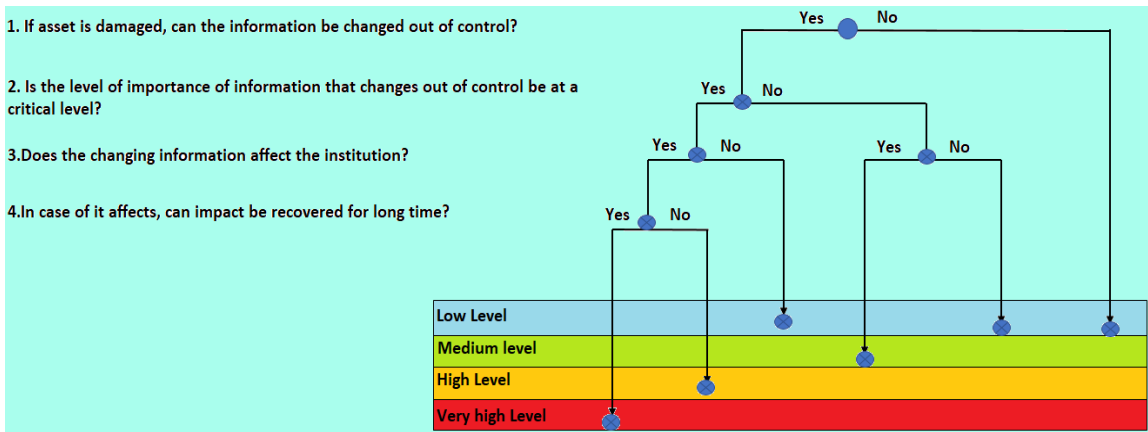 1. If asset is damaged, can the information be changed out of control?
Yes No
2. Is the level of importance of information that changes out of control be at a
critical level?
Yes No
3.Does the changing information affect the institution?
Yes No Yes No
4.In case of it affects, can impact be recovered for long time?
Yes No
Low Level
Medium level
High Level
Very high Level